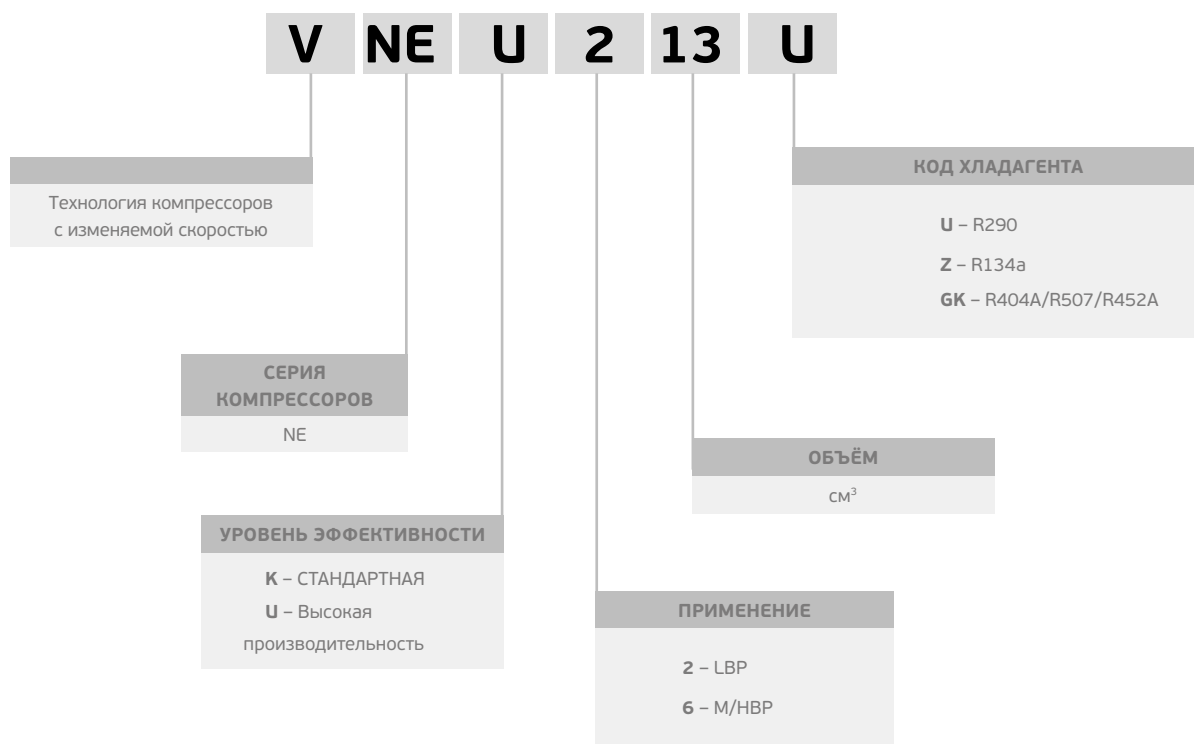 V NE U 2 13 U
Технология компрессоров
с изменяемой скоростью
КОД ХЛАДАГЕНТА
U – R290
Z – R134a
GK – R404A/R507/R452A
СЕРИЯ
КОМПРЕССОРОВ
NE
ОБЪЁМ
см³
УРОВЕНЬ ЭФФЕКТИВНОСТИ
K – СТАНДАРТНАЯ
U – Высокая
производительность
ПРИМЕНЕНИЕ
2 – LBP
6 – M/HBP